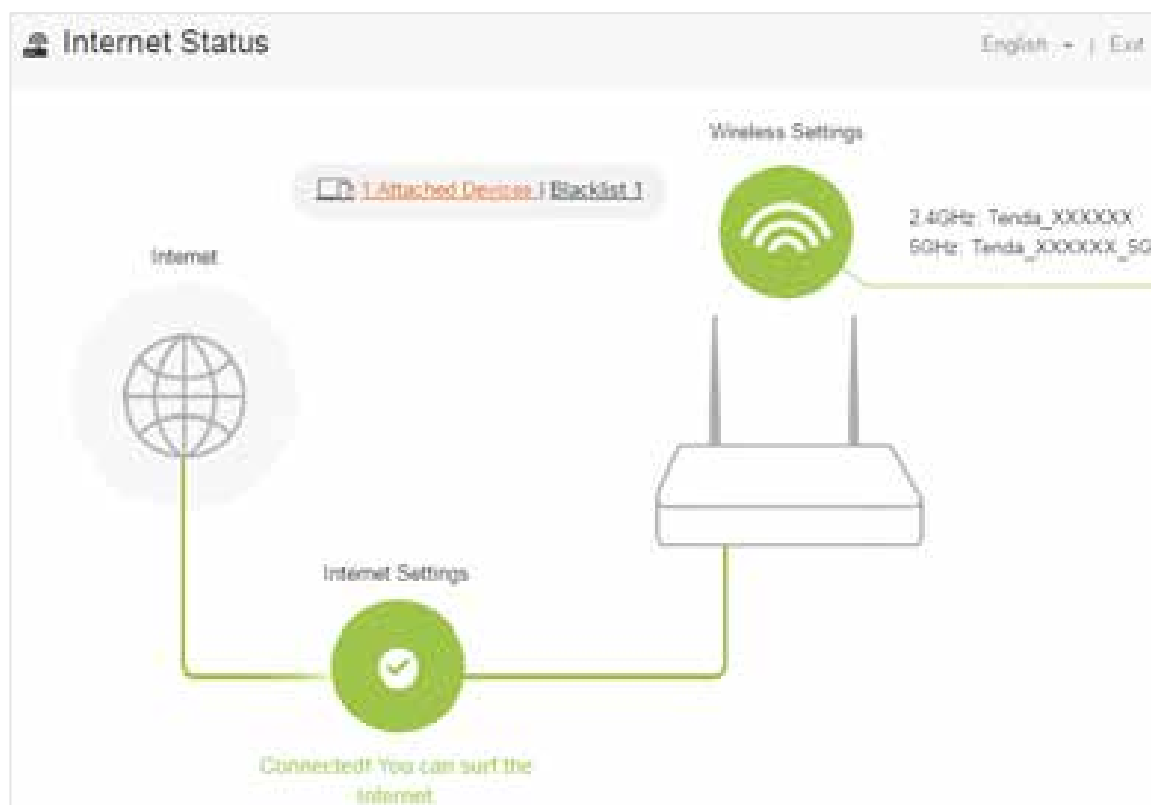 Internet Status
English | Exit
Wireless Settings
1 Attached Devices | Blacklist 1
2.4GHz: Tenda_XXXXXX
5GHz: Tenda_XXXXXX_5G
Internet
Internet Settings
Connected! You can surf the
Internet.